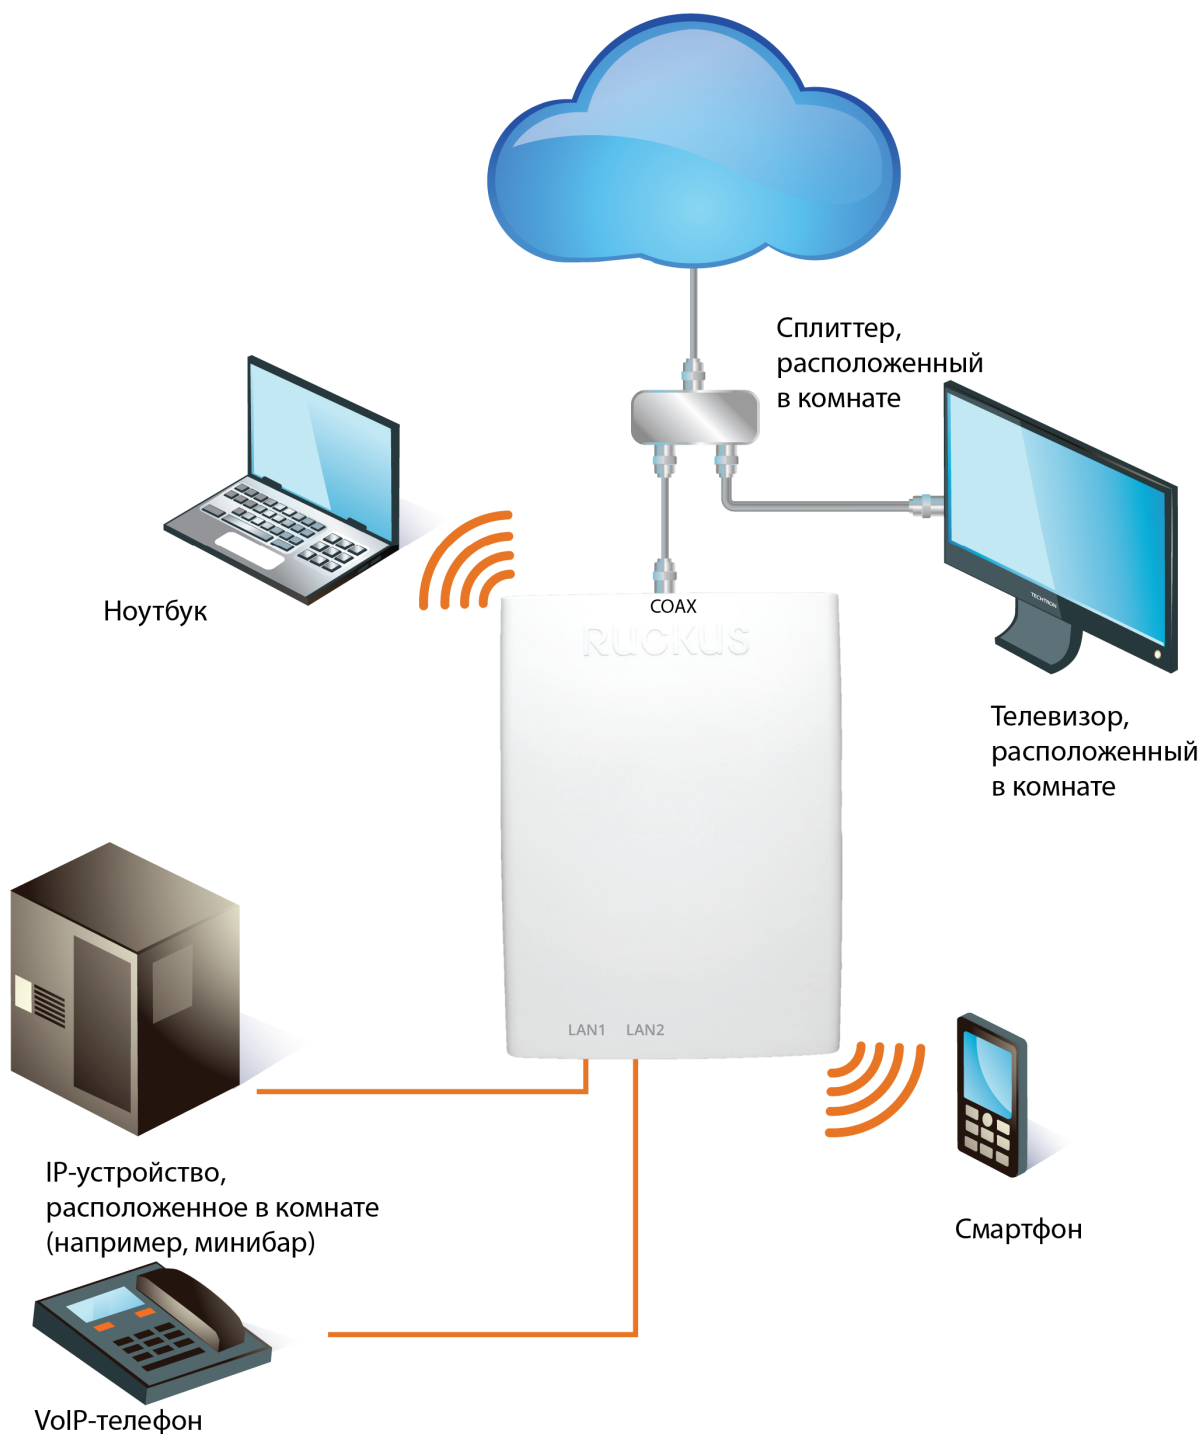 Сплиттер,
расположенный
в комнате
Ноутбук
COAX
RUCKUS
TECHTRON
Телевизор,
расположенный
в комнате
LAN1 LAN2
IP-устройство,
расположенное в комнате
(например, минибар)
Смартфон
VoIP-телефон